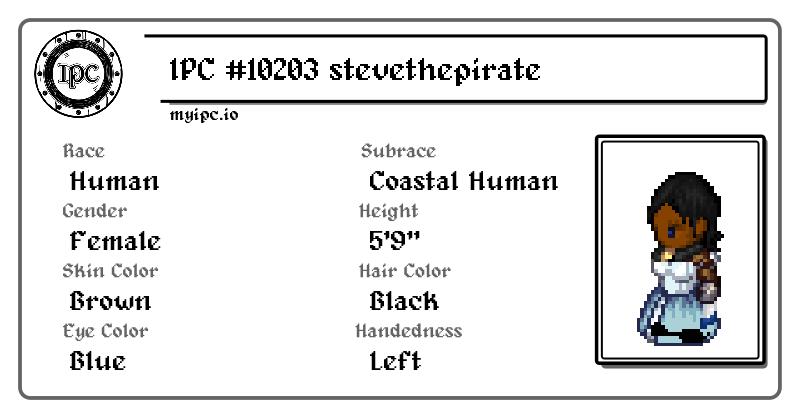 IPC
IPC #10203 stevethepirate
myipc.io
Race
Human
Subrace
Coastal Human
Gender
Female
Height
5'9"
Skin Color
Brown
Hair Color
Black
Eye Color
Blue
Handedness
Left